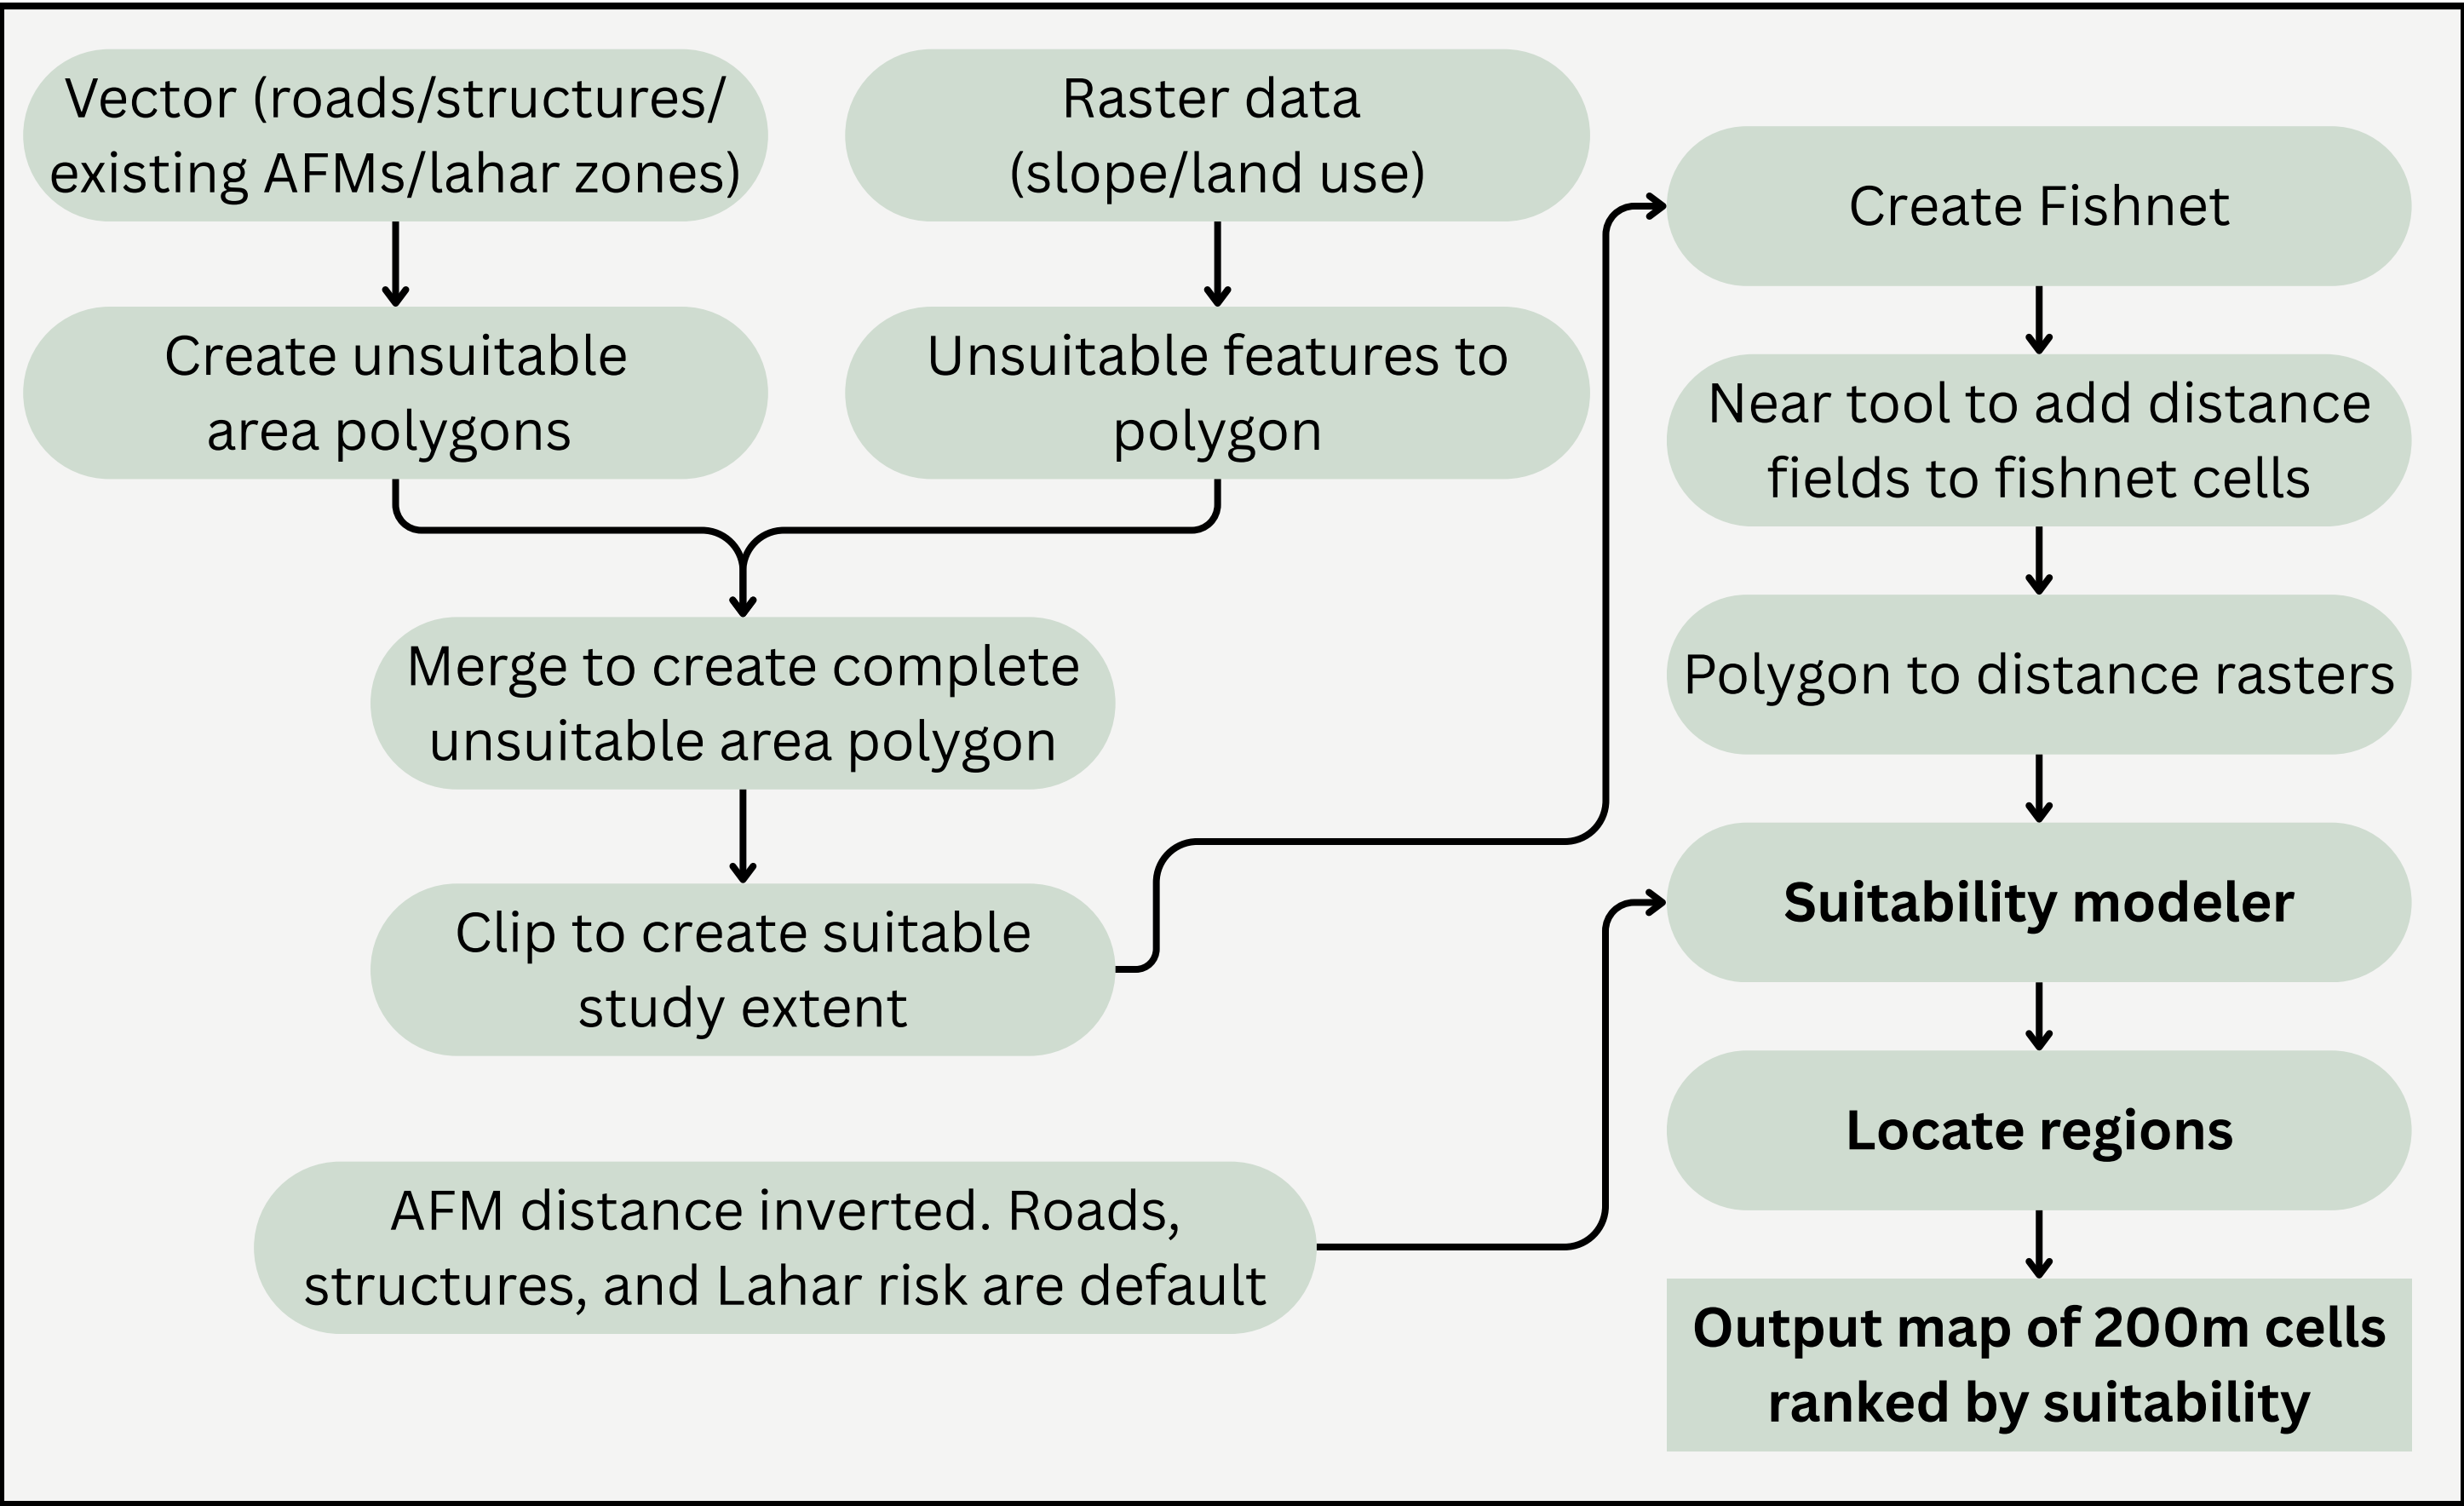 Vector (roads/structures/
existing AFMs/lahar zones)
Raster data
(slope/land use)
Create unsuitable
area polygons
Unsuitable features to
polygon
Merge to create complete
unsuitable area polygon
Clip to create suitable
study extent
AFM distance inverted. Roads,
structures, and Lahar risk are default
Create Fishnet
Near tool to add distance
fields to fishnet cells
Polygon to distance rasters
Suitability modeler
Locate regions
Output map of 200m cells
ranked by suitability